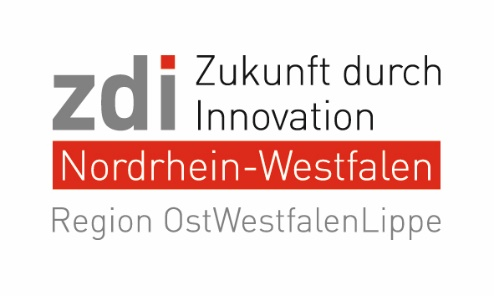 zdi
Zukunft durch
Innovation
Nordrhein-Westfalen
Region OstWestfalenLippe